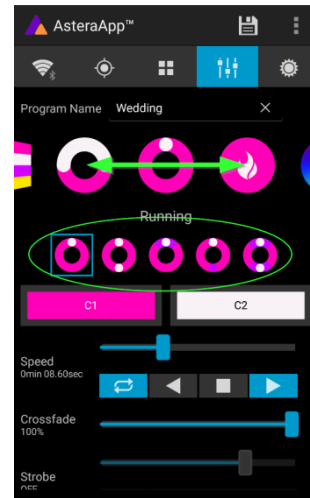 AsteraApp™
Program Name Wedding
Running
C1 C2
Speed
0min 08.60sec
Crossfade
100%
Strobe
OFF